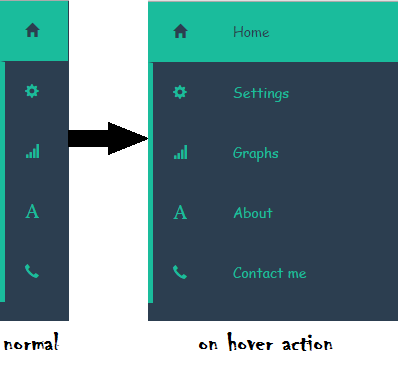 Home
Settings
Graphs
A
A
About
Contact me
normal
on hover action